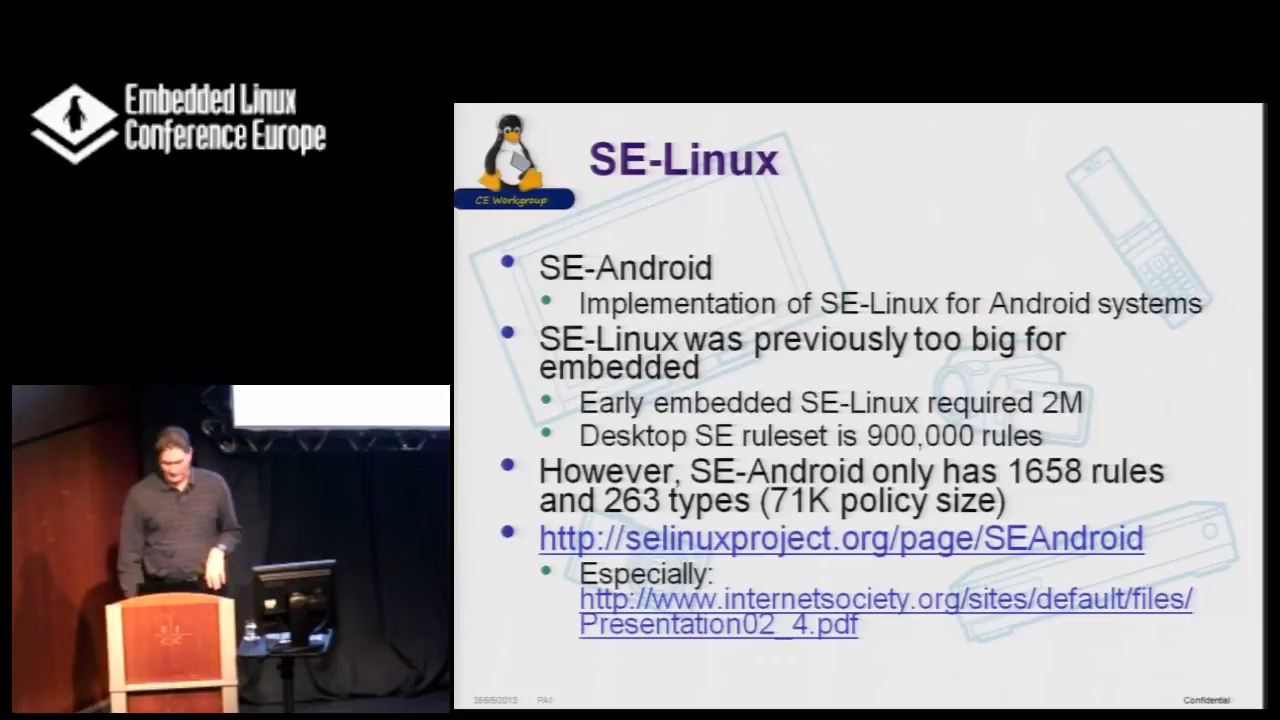 Embedded Linux
Conference Europe
CE Workgroup
SE-Linux
SE-Android
Implementation of SE-Linux for Android systems
SE-Linux was previously too big for
embedded
Early embedded SE-Linux required 2M
Desktop SE ruleset is 900,000 rules
However, SE-Android only has 1658 rules
and 263 types (71K policy size)
http://selinuxproject.org/page/SEAndroid
Especially:
http://www.internetsociety.org/sites/default/files/
Presentation02_4.pdf
PA1
Confidential